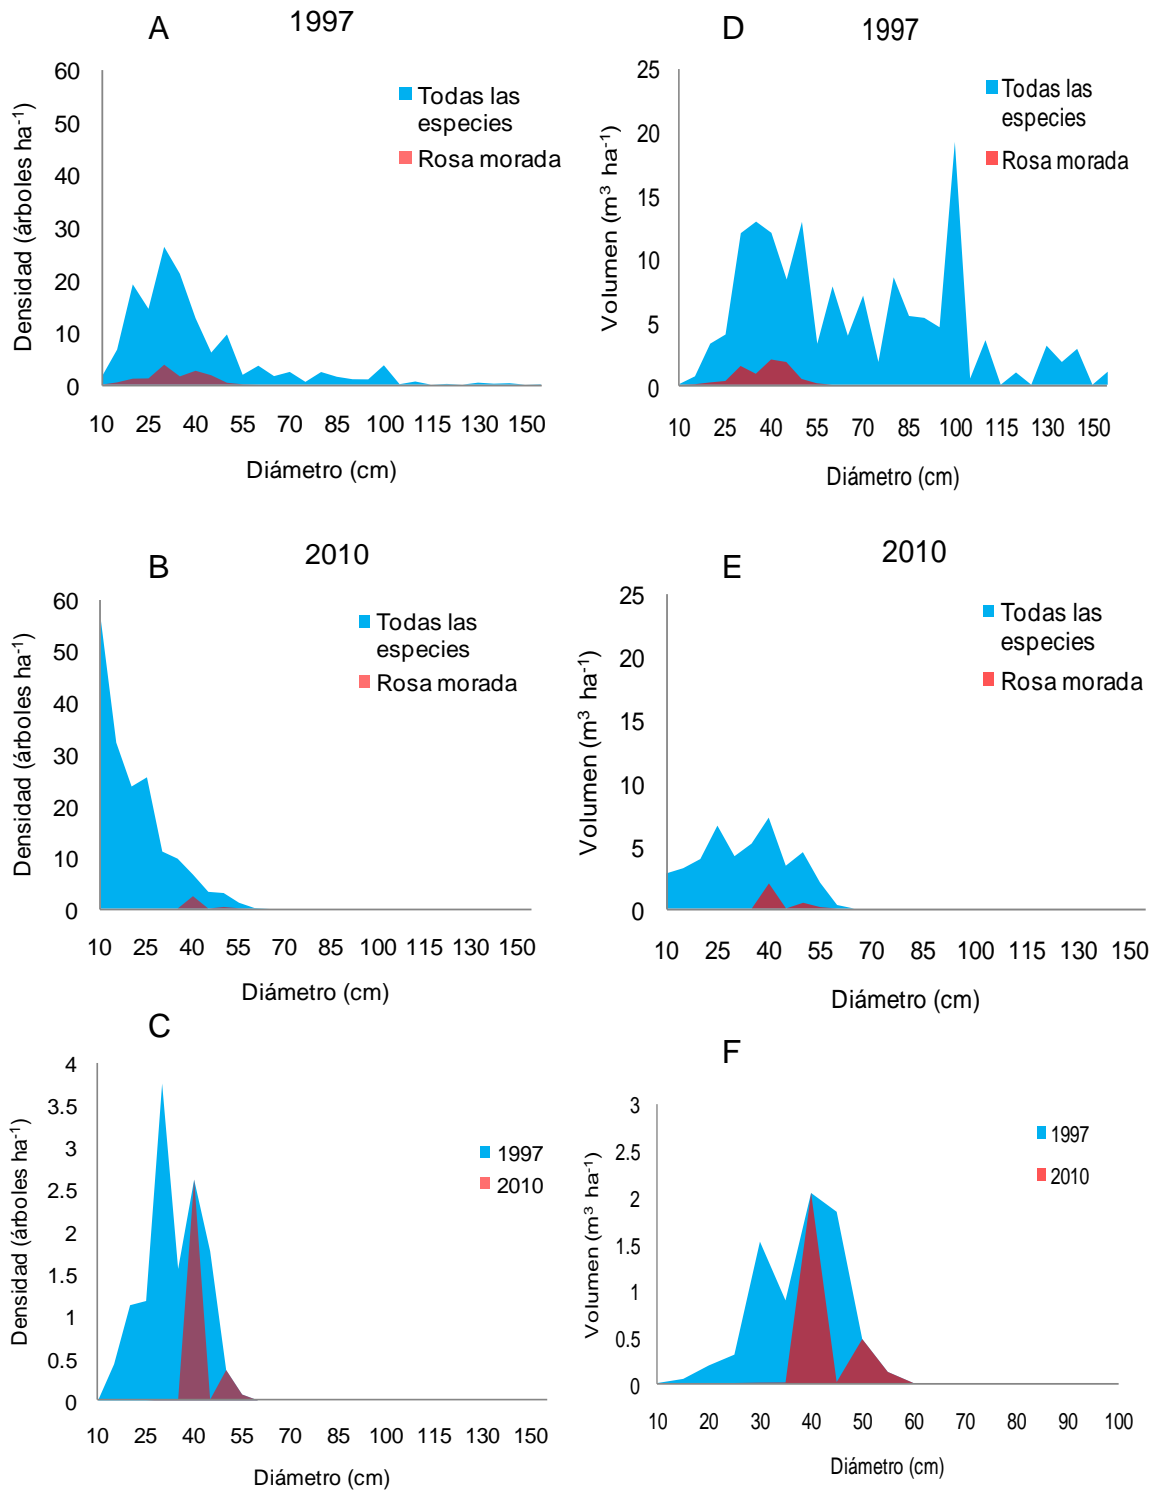 A
1997
60
50
40
30
20
10
0
Densidad (árboles ha⁻¹)
Todas las
especies
Rosa morada
10 25 40 55 70 85 100 115 130 150
Diámetro (cm)
D
1997
25
20
15
10
5
0
Volumen (m³ ha⁻¹)
Todas las
especies
Rosa morada
10 25 40 55 70 85 100 115 130 150
Diámetro (cm)
B
2010
60
50
40
30
20
10
0
Densidad (árboles ha⁻¹)
Todas las
especies
Rosa morada
10 25 40 55 70 85 100 115 130 150
Diámetro (cm)
E
2010
25
20
15
10
5
0
Volumen (m³ ha⁻¹)
Todas las
especies
Rosa morada
10 25 40 55 70 85 100 115 130 150
Diámetro (cm)
C
4
3.5
3
2.5
2
1.5
1
0.5
0
Densidad (árboles ha⁻¹)
1997
2010
10 25 40 55 70 85 100 115 130 150
Diámetro (cm)
F
3
2.5
2
1.5
1
0.5
0
Volumen (m³ ha⁻¹)
1997
2010
10 20 30 40 50 60 70 80 90 100
Diámetro (cm)